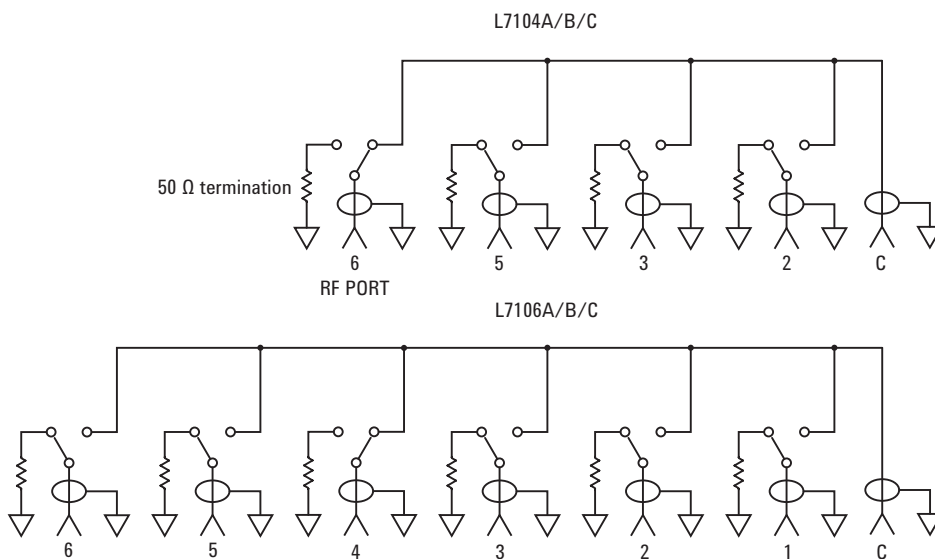 L7104A/B/C
50 Ω termination
6 5 3 2 C
RF PORT
L7106A/B/C
6 5 4 3 2 1 C